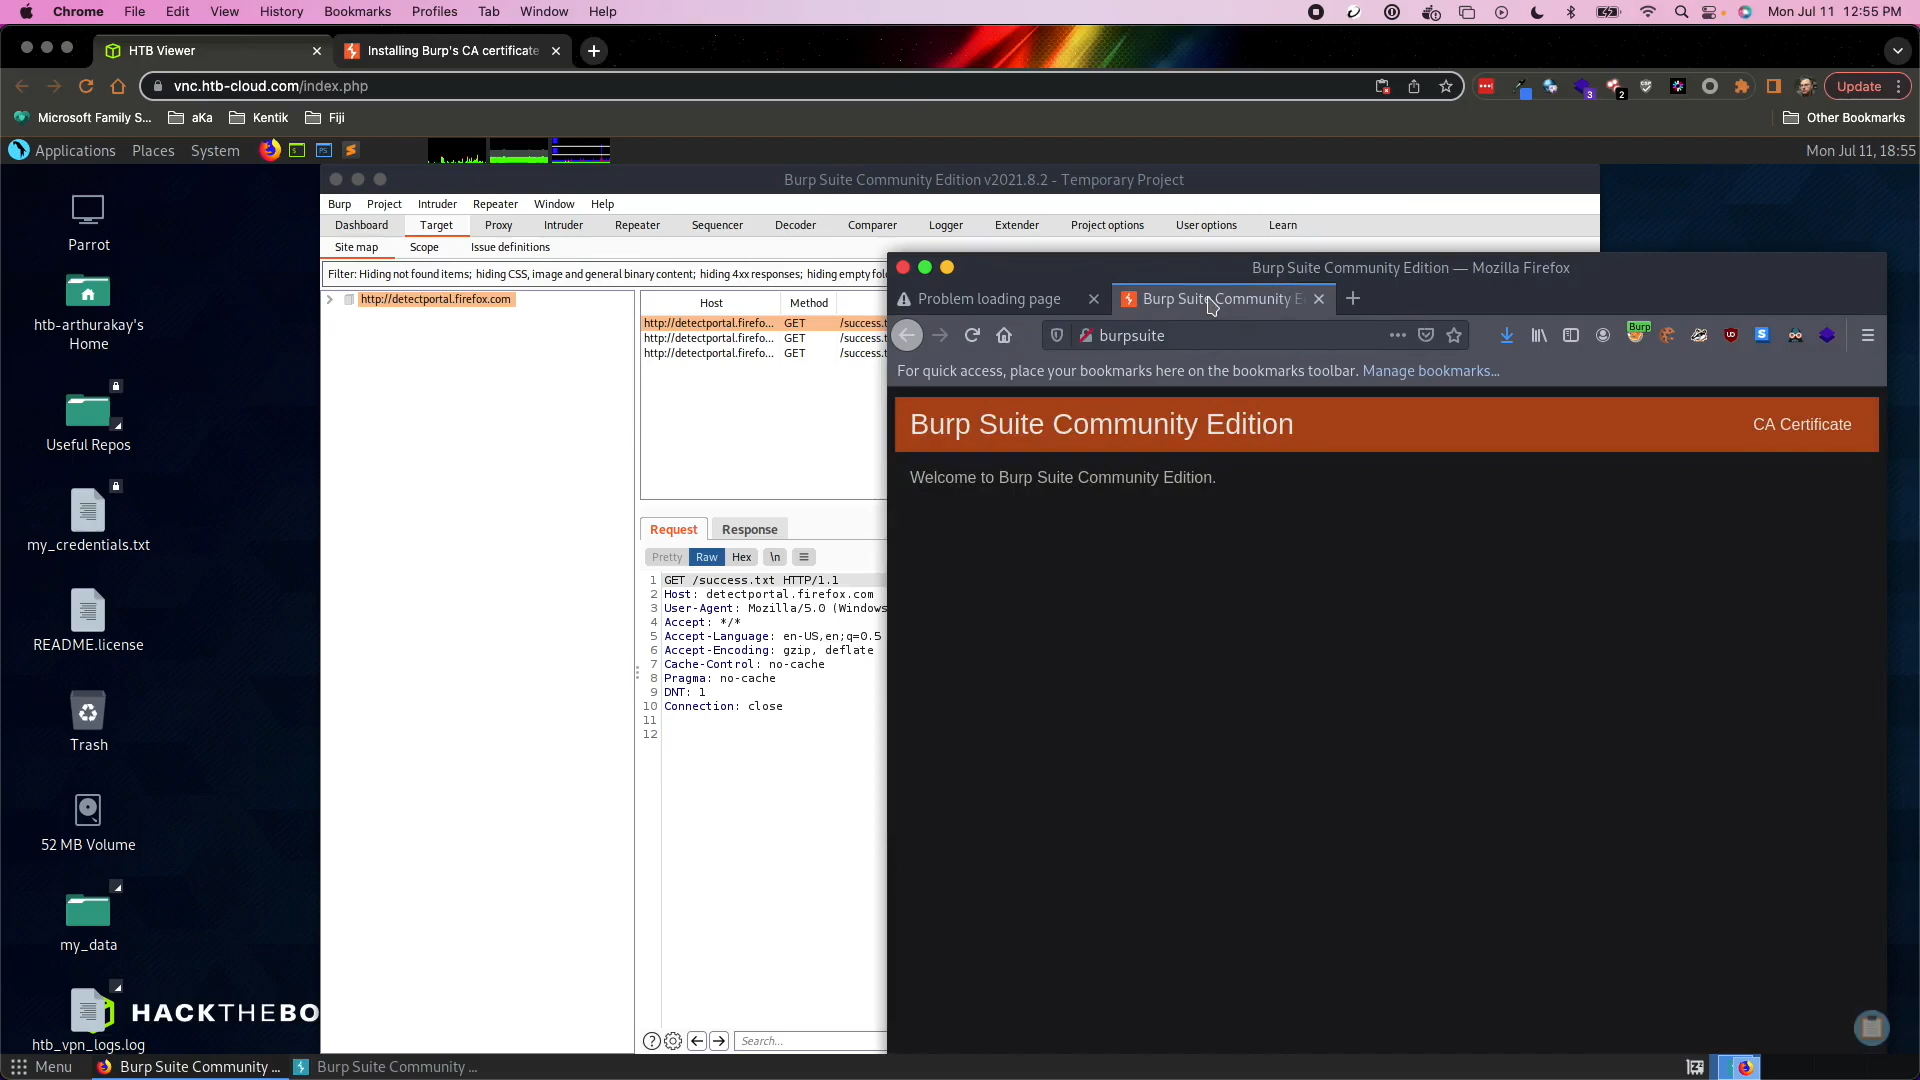 Chrome File Edit View History Bookmarks Profiles Tab Window Help Mon Jul 11 12:55 PM
HTB Viewer Installing Burp's CA certificate
vnc.htb-cloud.com/index.php 3 2 Update
Microsoft Family S... aKa Kentik Fiji Other Bookmarks
Applications Places System Mon Jul 11, 18:55
Burp Suite Community Edition v2021.8.2 - Temporary Project
Burp Project Intruder Repeater Window Help
Dashboard Target Proxy Intruder Repeater Sequencer Decoder Comparer Logger Extender Project options User options Learn
Site map Scope Issue definitions
Filter: Hiding not found items; hiding CSS, image and general binary content; hiding 4xx responses; hiding empty fol
http://detectportal.firefox.com
Host Method
http://detectportal.firefo... GET /success.t
http://detectportal.firefo... GET /success.t
http://detectportal.firefo... GET /success.t
Request Response
Pretty Raw Hex \n
1 GET /success.txt HTTP/1.1
2 Host: detectportal.firefox.com
3 User-Agent: Mozilla/5.0 (Windows
4 Accept: */*
5 Accept-Language: en-US,en;q=0.5
6 Accept-Encoding: gzip, deflate
7 Cache-Control: no-cache
8 Pragma: no-cache
9 DNT: 1
10 Connection: close
11
12
Search...
Burp Suite Community Edition — Mozilla Firefox
Problem loading page Burp Suite Community E
burpsuite Burp
For quick access, place your bookmarks here on the bookmarks toolbar. Manage bookmarks...
Burp Suite Community Edition CA Certificate
Welcome to Burp Suite Community Edition.
Parrot
htb-arthurakay's
Home
Useful Repos
my_credentials.txt
README.license
Trash
52 MB Volume
my_data
HACKTHEBO
htb_vpn_logs.log
Menu Burp Suite Community ... Burp Suite Community ...